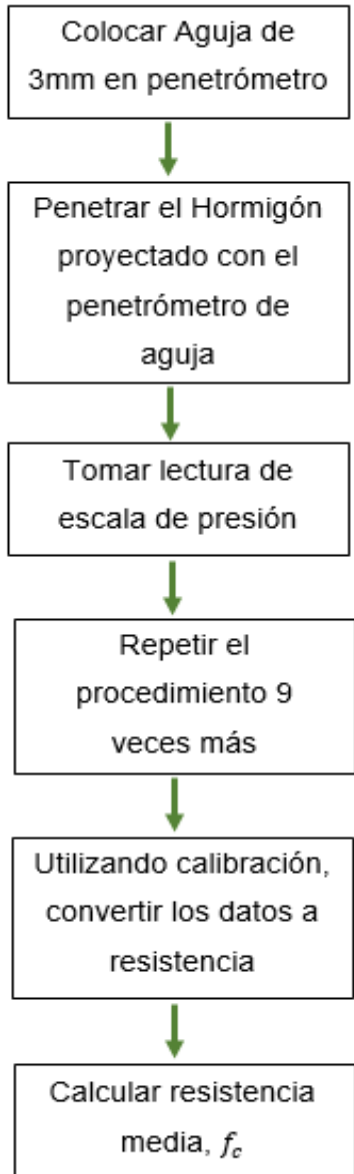 Colocar Aguja de
3mm en penetrómetro
Penetrar el Hormigón
proyectado con el
penetrómetro de
aguja
Tomar lectura de
escala de presión
Repetir el
procedimiento 9
veces más
Utilizando calibración,
convertir los datos a
resistencia
Calcular resistencia
media, f_c